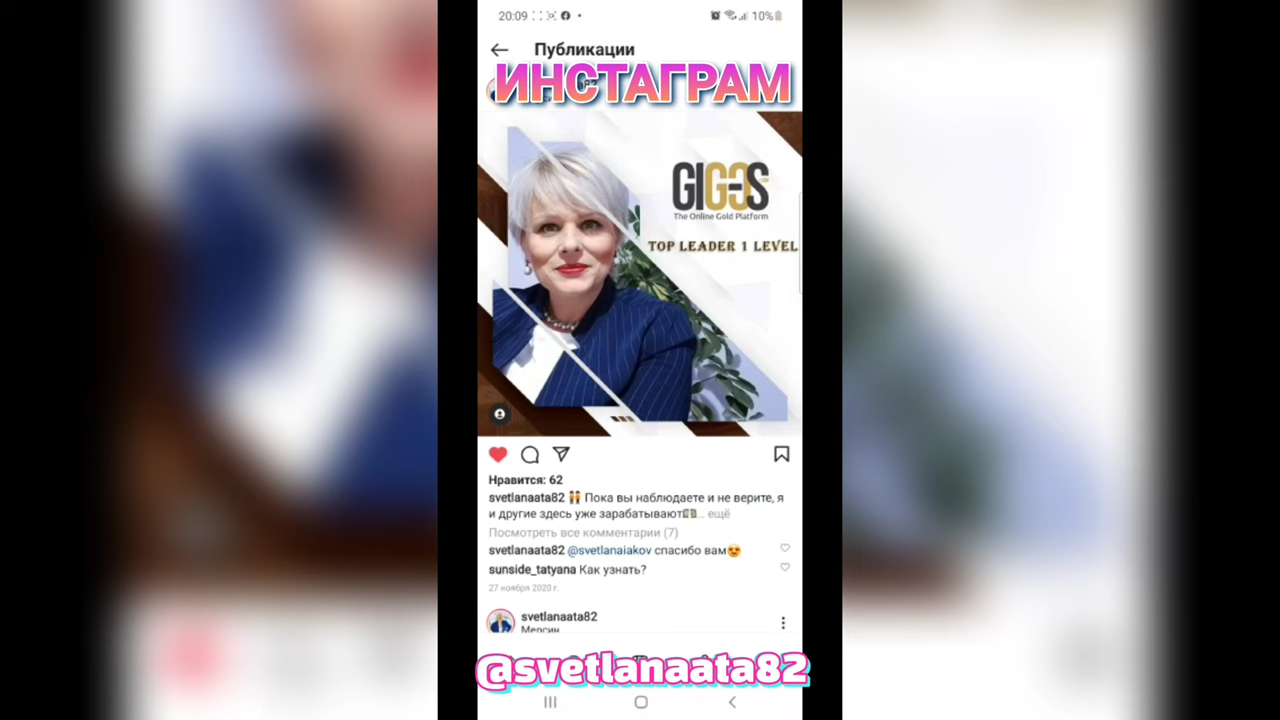 20:09
10%
Публикации
ИНСТАГРАМ
GIGOS
The Online Gold Platform
TOP LEADER 1 LEVEL
Нравится: 62
svetlanaata82 👯 Пока вы наблюдаете и не верите, я
и другие здесь уже зарабатывают💵... ещё
Посмотреть все комментарии (7)
svetlanaata82 @svetlanaiakov спасибо вам😍
sunside_tatyana Как узнать?
27 ноября 2020 г.
svetlanaata82
Мерсин
@svetlanaata82